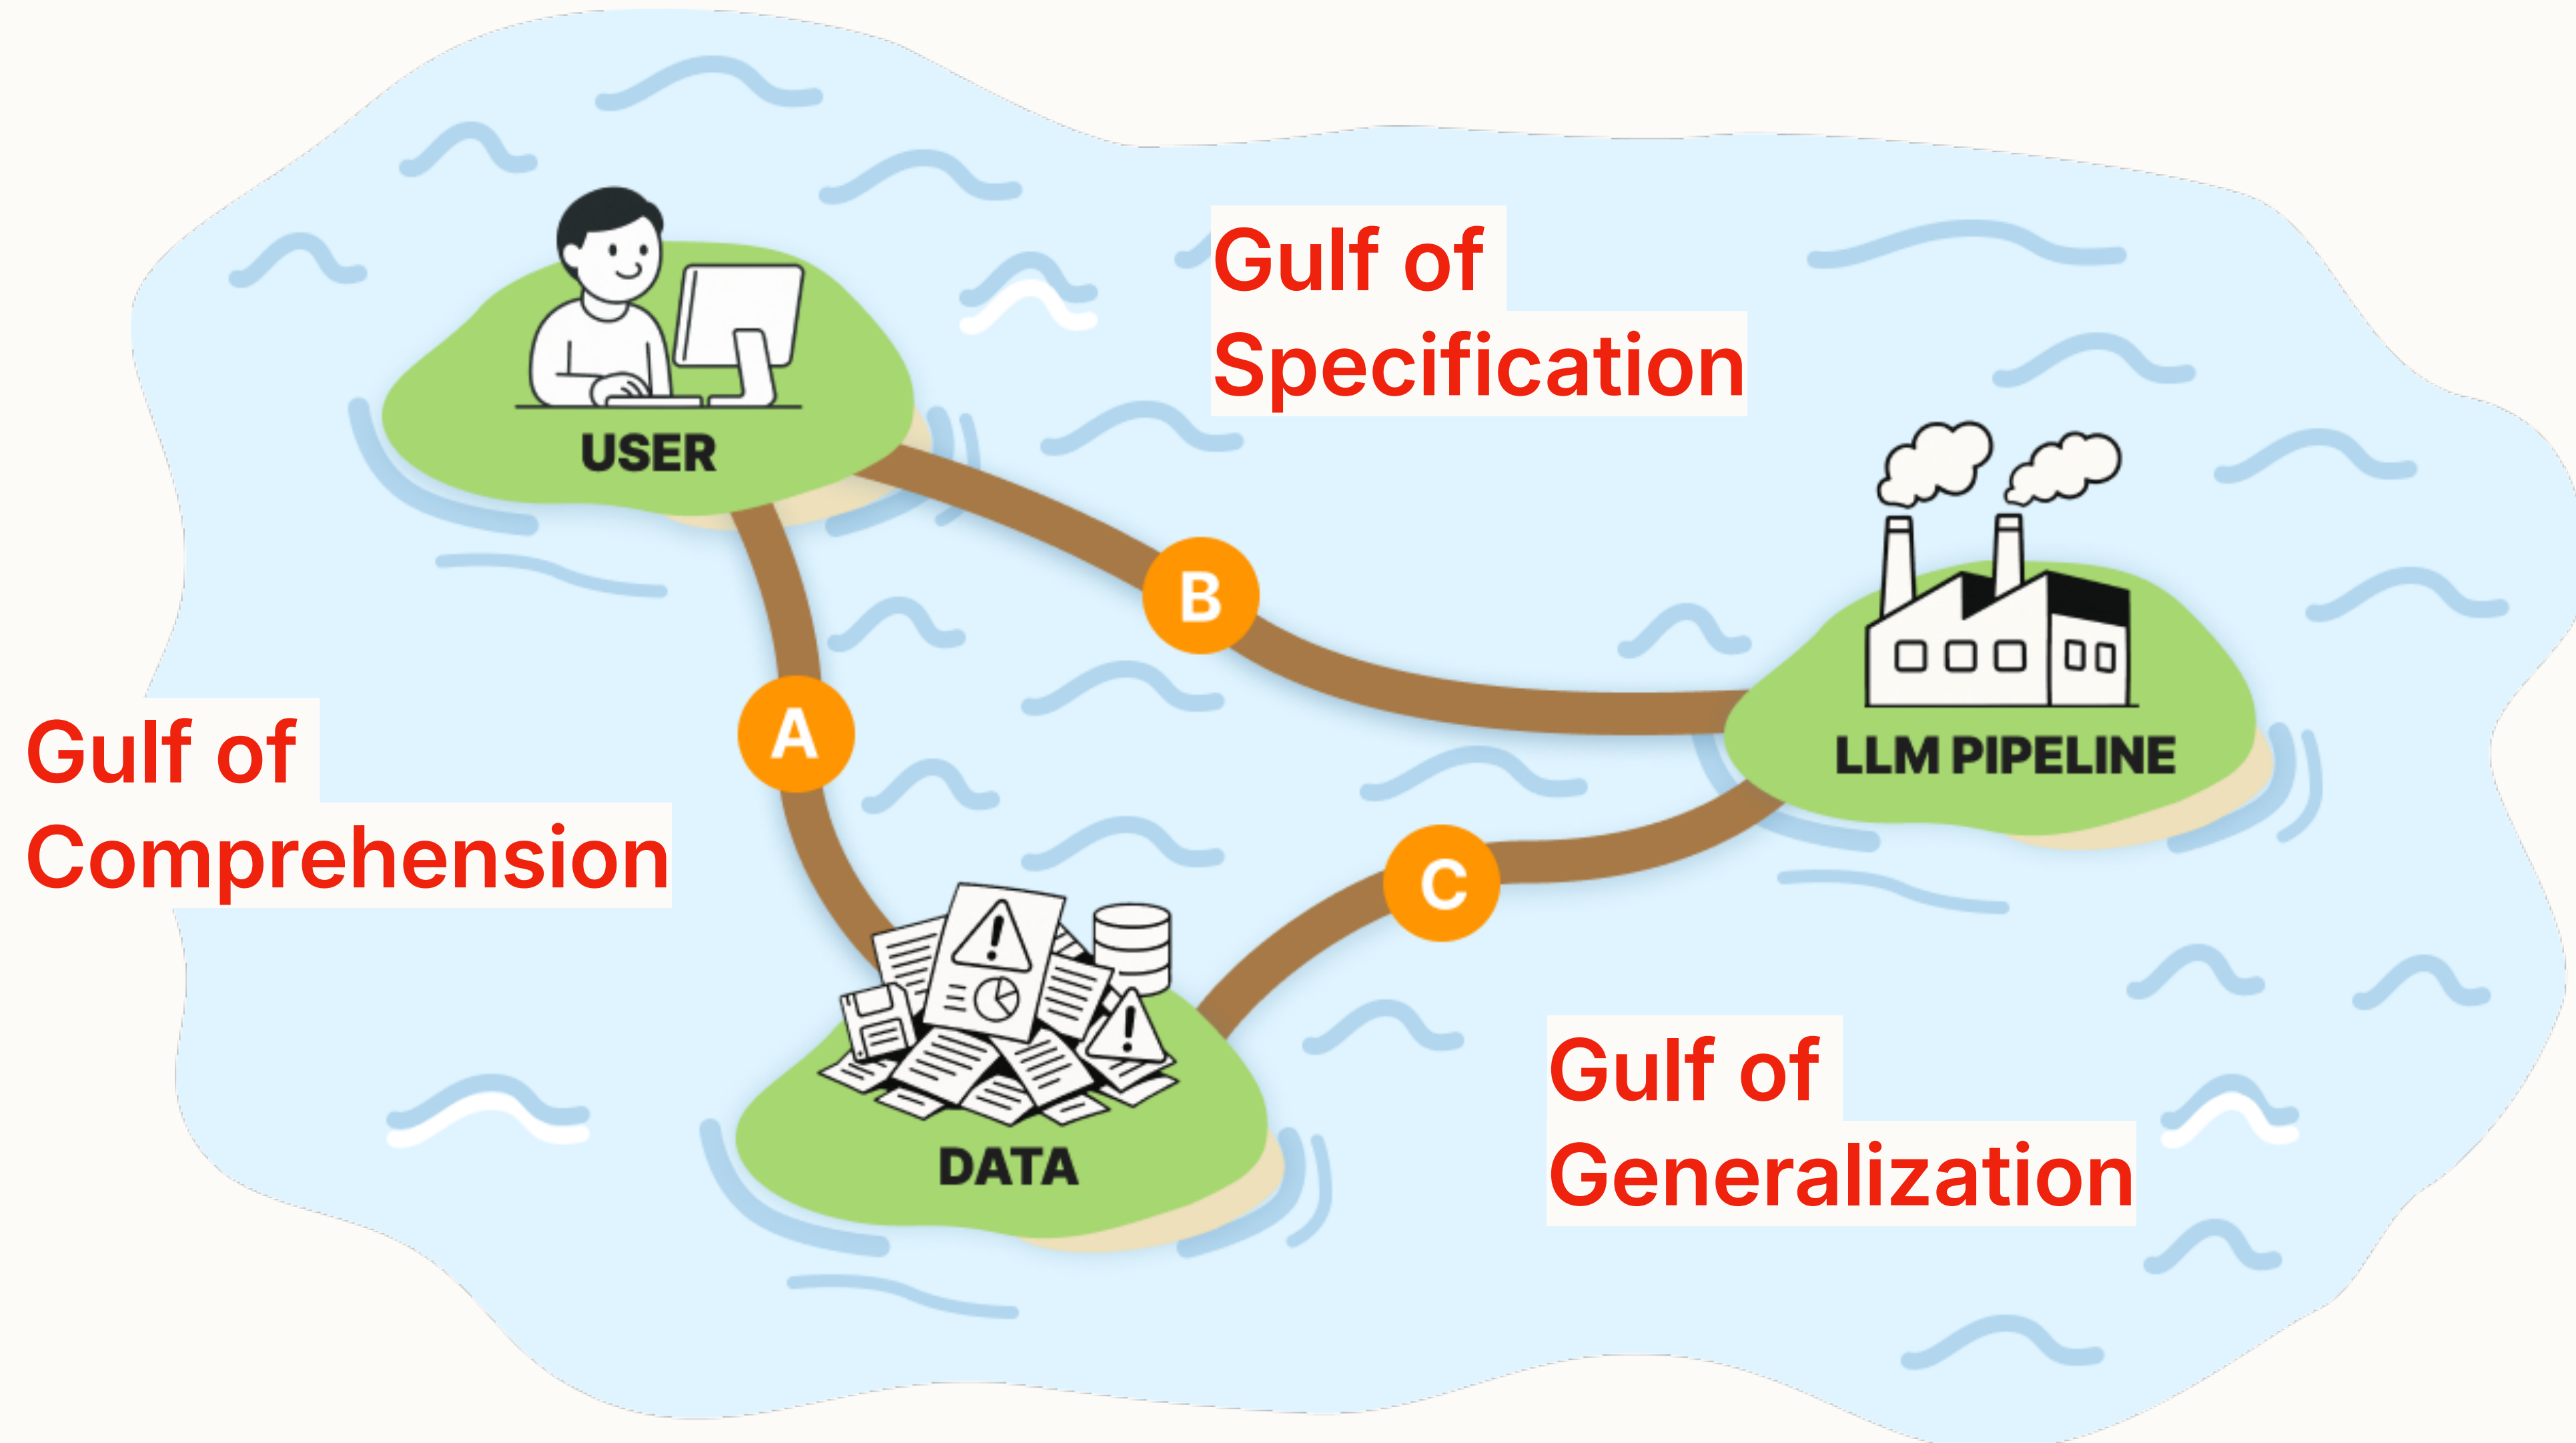 Gulf of
Specification
USER
B
A
LLM PIPELINE
Gulf of
Comprehension
C
DATA
Gulf of
Generalization